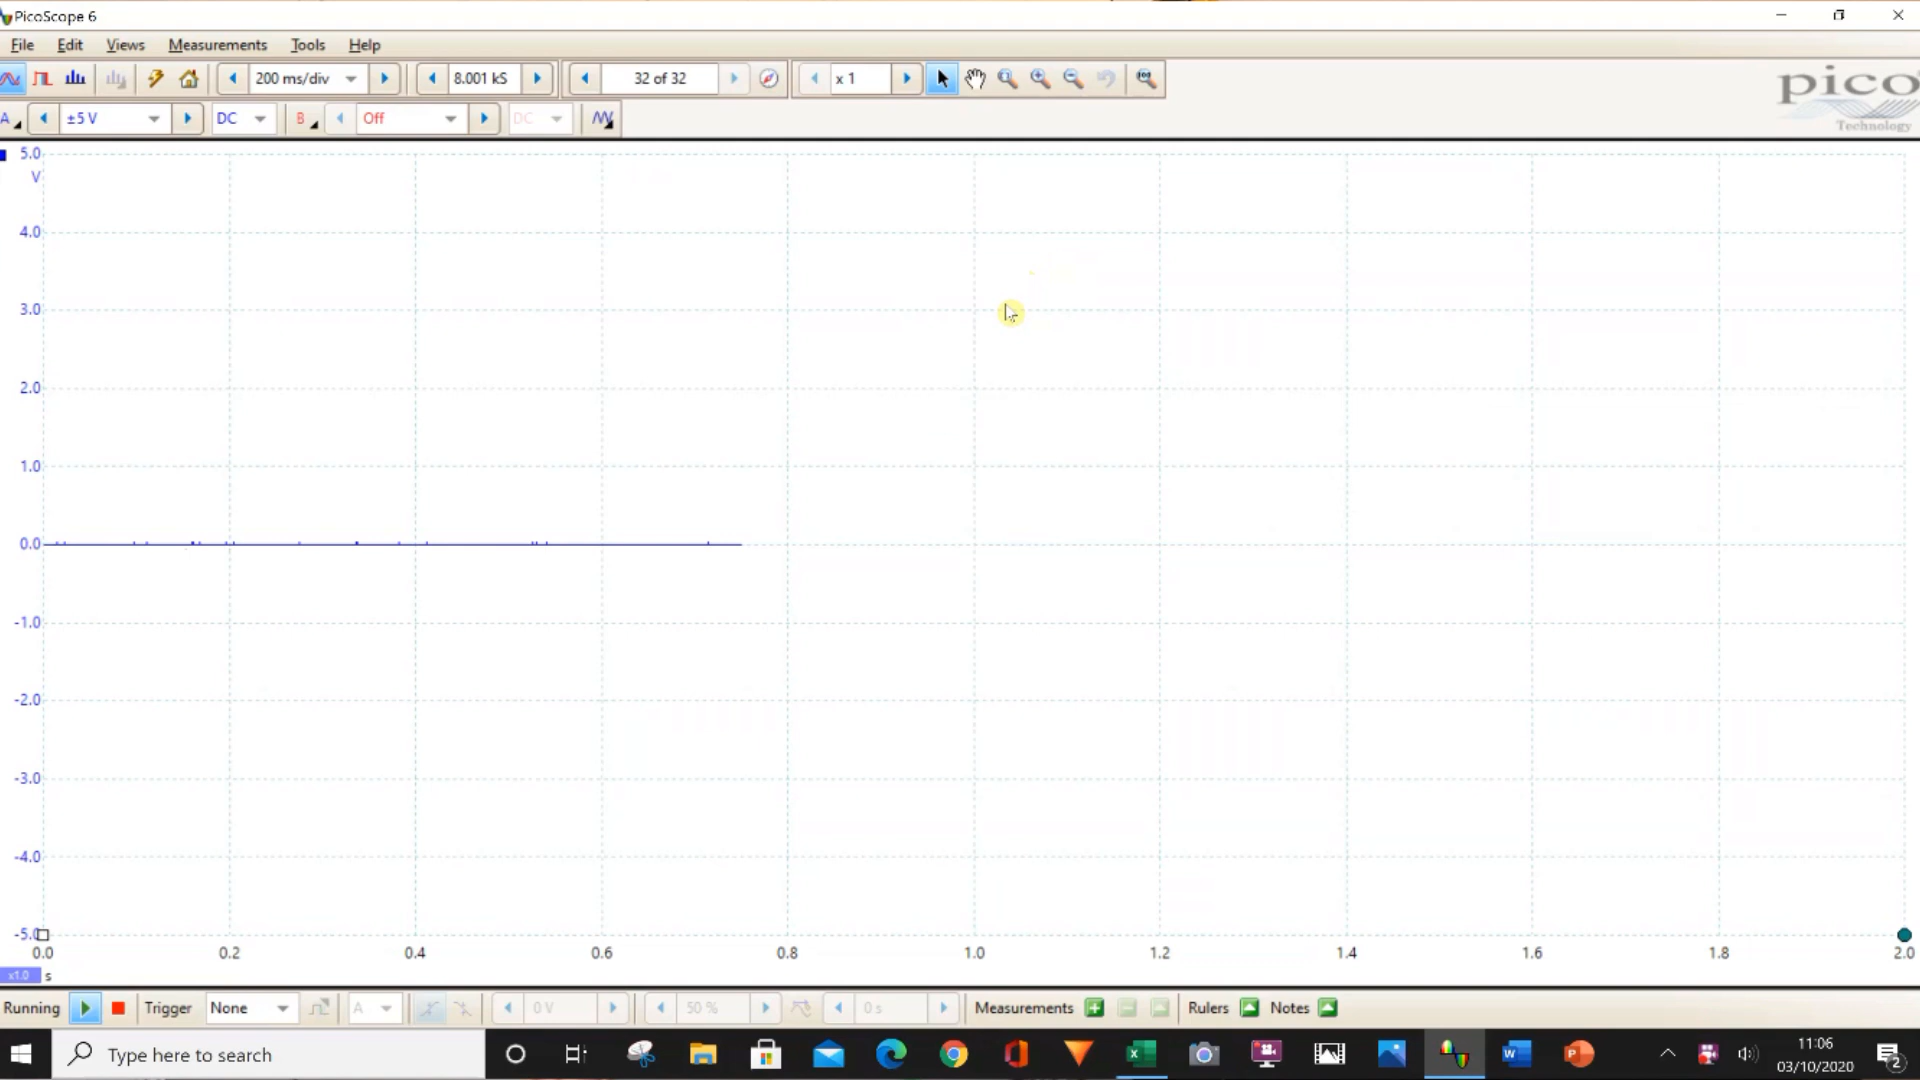 PicoScope 6
File Edit Views Measurements Tools Help
200 ms/div 8.001 kS 32 of 32 x 1
pico
Technology
A ±5 V DC B Off DC
5.0
V
4.0
3.0
2.0
1.0
0.0
-1.0
-2.0
-3.0
-4.0
-5.0
0.0 0.2 0.4 0.6 0.8 1.0 1.2 1.4 1.6 1.8 2.0
x1.0 s
Running Trigger None A 0 V 50 % 0 s Measurements Rulers Notes
Type here to search
11:06
03/10/2020
2